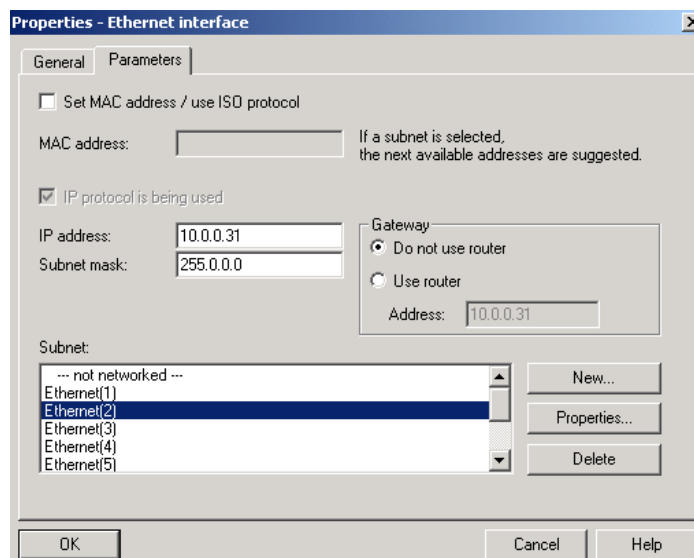 Properties - Ethernet interface
General
Parameters
Set MAC address / use ISO protocol
MAC address:
If a subnet is selected,
the next available addresses are suggested.
IP protocol is being used
IP address:
10.0.0.31
Subnet mask:
255.0.0.0
Gateway
Do not use router
Use router
Address:
10.0.0.31
Subnet:
--- not networked ---
Ethernet(1)
Ethernet(2)
Ethernet(3)
Ethernet(4)
Ethernet(5)
New...
Properties...
Delete
OK
Cancel
Help